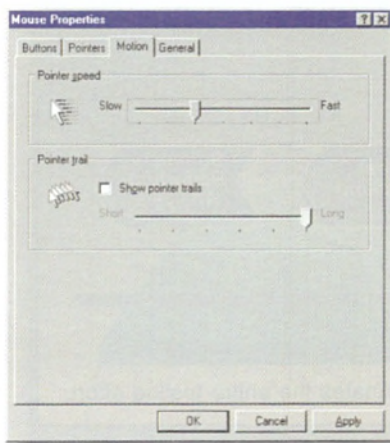 Mouse Properties
Buttons Pointers Motion General
Pointer speed
Slow Fast
Pointer trail
Show pointer trails
Short Long
OK Cancel Apply